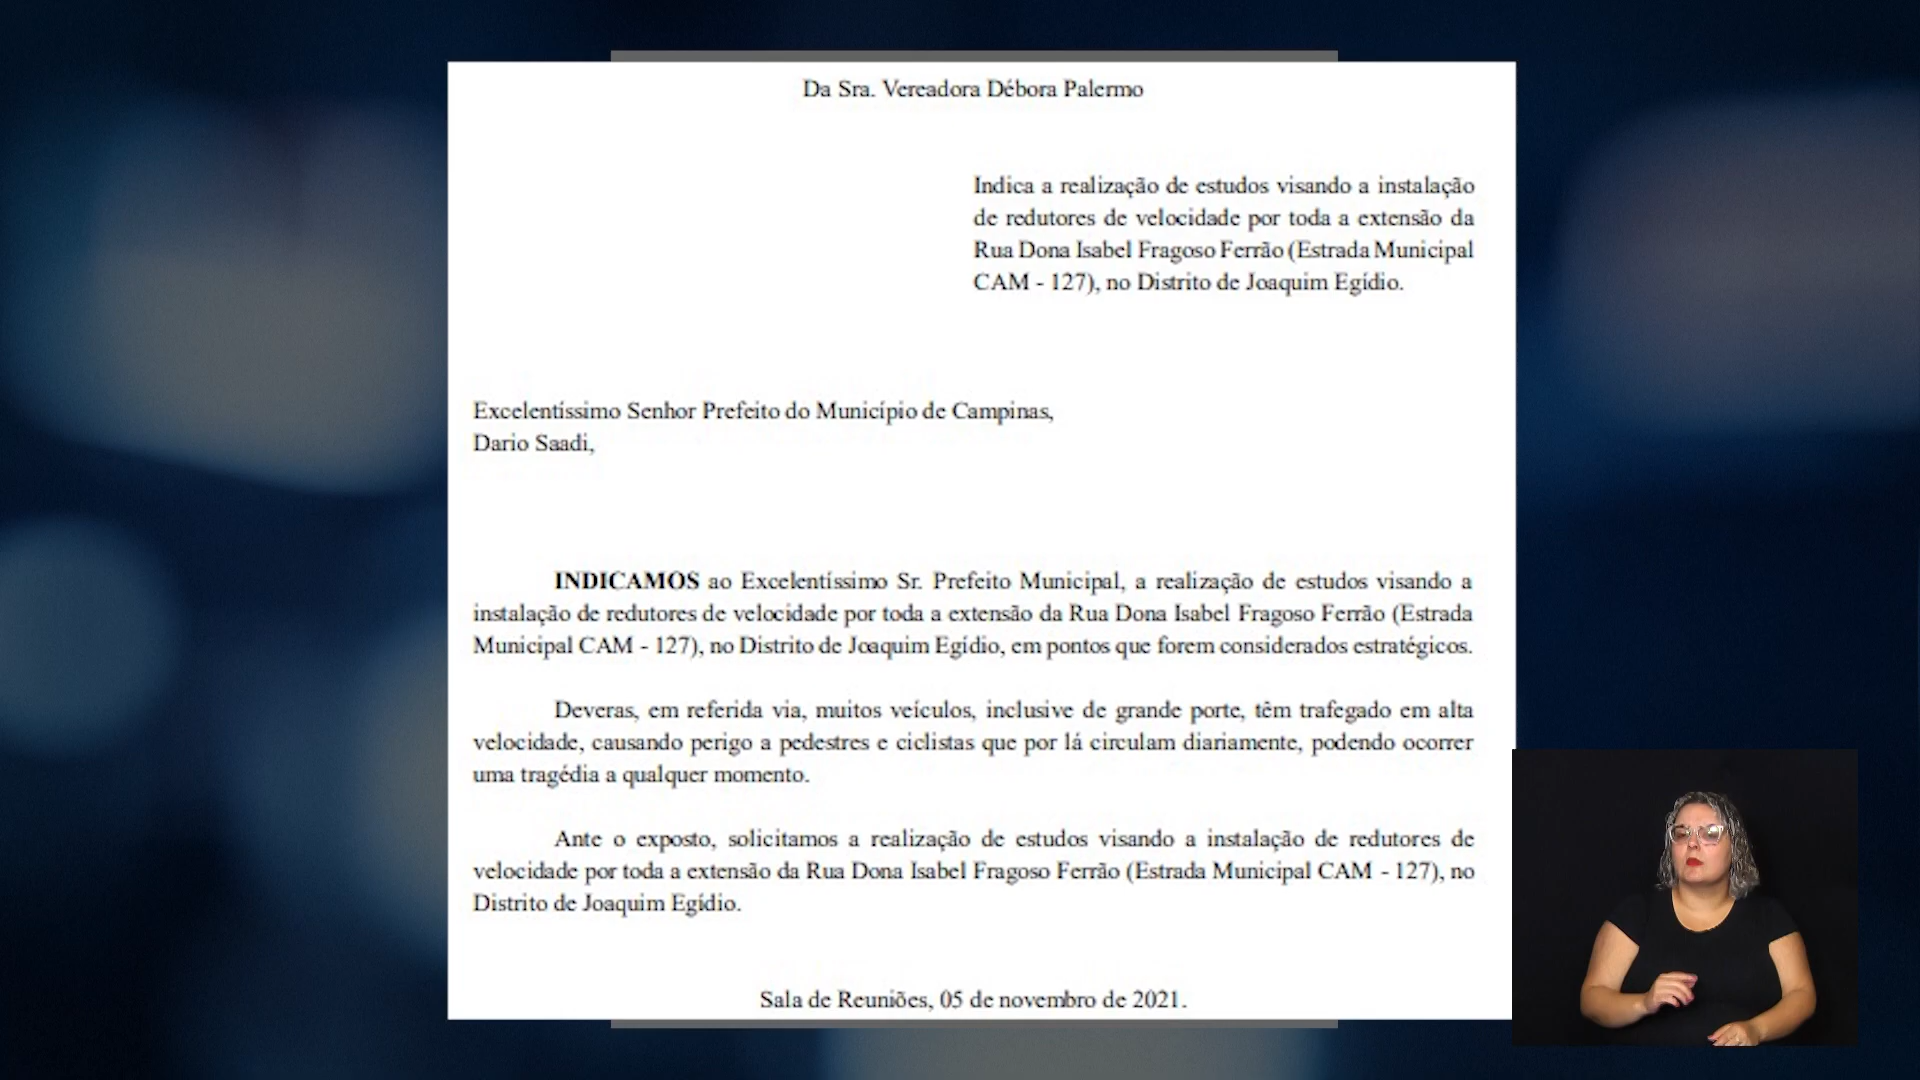 Da Sra. Vereadora Débora Palermo
Indica a realização de estudos visando a instalação
de redutores de velocidade por toda a extensão da
Rua Dona Isabel Fragoso Ferrão (Estrada Municipal
CAM - 127), no Distrito de Joaquim Egídio.
Excelentíssimo Senhor Prefeito do Município de Campinas,
Dario Saadi,
INDICAMOS ao Excelentíssimo Sr. Prefeito Municipal, a realização de estudos visando a
instalação de redutores de velocidade por toda a extensão da Rua Dona Isabel Fragoso Ferrão (Estrada
Municipal CAM - 127), no Distrito de Joaquim Egídio, em pontos que forem considerados estratégicos.
Deveras, em referida via, muitos veículos, inclusive de grande porte, têm trafegado em alta
velocidade, causando perigo a pedestres e ciclistas que por lá circulam diariamente, podendo ocorrer
uma tragédia a qualquer momento.
Ante o exposto, solicitamos a realização de estudos visando a instalação de redutores de
velocidade por toda a extensão da Rua Dona Isabel Fragoso Ferrão (Estrada Municipal CAM - 127), no
Distrito de Joaquim Egídio.
Sala de Reuniões, 05 de novembro de 2021.